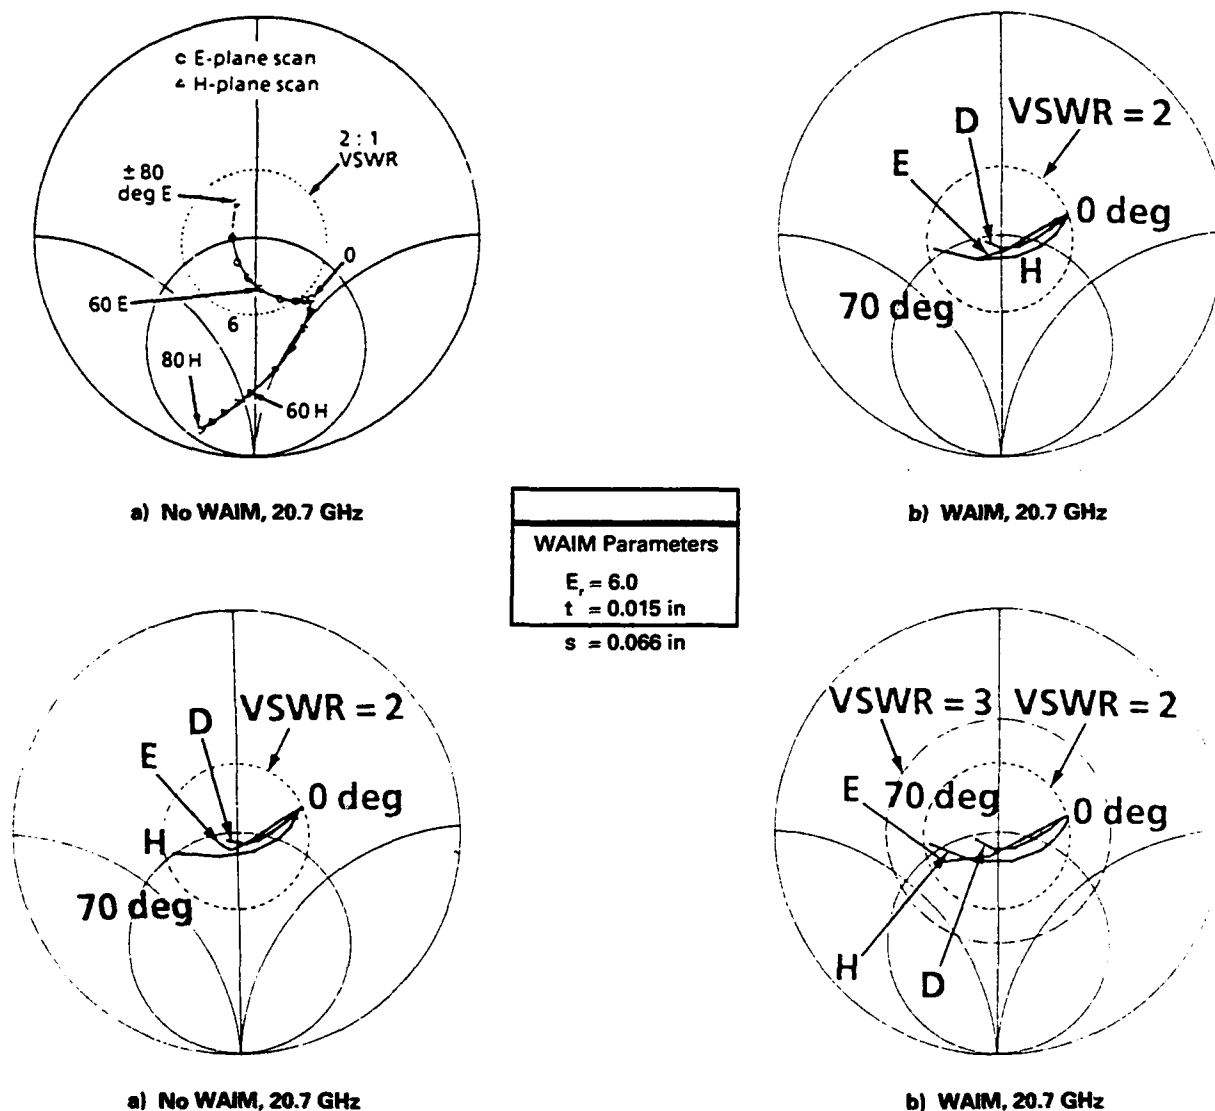 c E-plane scan
▵ H-plane scan
2 : 1
VSWR
±80
deg E
0
60 E
6
80 H
60 H
a) No WAIM, 20.7 GHz
VSWR = 2
D
E
0 deg
H
70 deg
b) WAIM, 20.7 GHz
WAIM Parameters
E_r = 6.0
t = 0.015 in
s = 0.066 in
VSWR = 2
D
E
0 deg
H
70 deg
a) No WAIM, 20.7 GHz
VSWR = 3 VSWR = 2
E 70 deg
0 deg
H
D
b) WAIM, 20.7 GHz